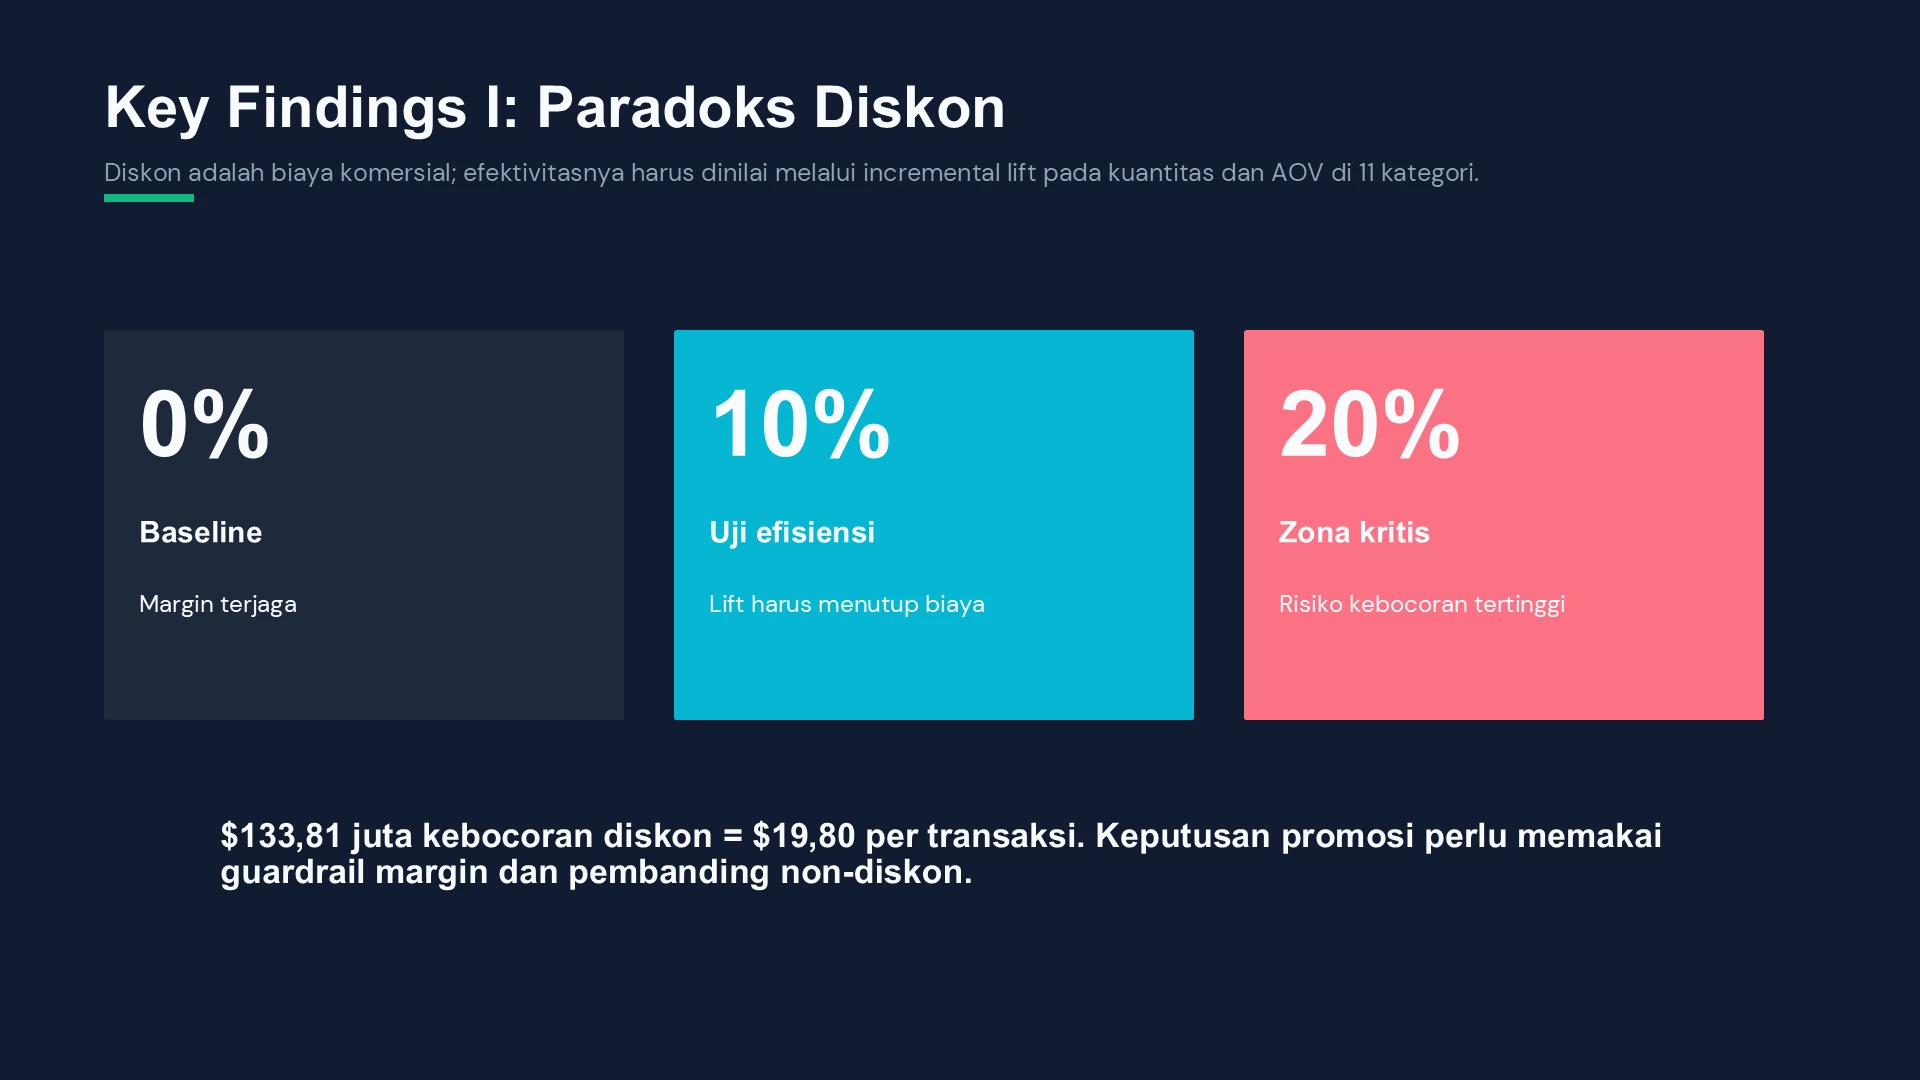 Key Findings I: Paradoks Diskon
Diskon adalah biaya komersial; efektivitasnya harus dinilai melalui incremental lift pada kuantitas dan AOV di 11 kategori.
0%
Baseline
Margin terjaga
10%
Uji efisiensi
Lift harus menutup biaya
20%
Zona kritis
Risiko kebocoran tertinggi
$133,81 juta kebocoran diskon = $19,80 per transaksi. Keputusan promosi perlu memakai
guardrail margin dan pembanding non-diskon.